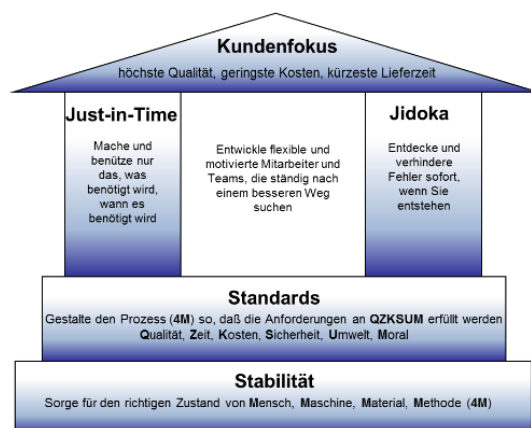 Kundenfokus
höchste Qualität, geringste Kosten, kürzeste Lieferzeit
Just-in-Time
Mache und
benütze nur
das, was
benötigt wird,
wann es
benötigt wird
Entwickle flexible und
motivierte Mitarbeiter und
Teams, die ständig nach
einem besseren Weg
suchen
Jidoka
Entdecke und
verhindere
Fehler sofort,
wenn Sie
entstehen
Standards
Gestalte den Prozess (4M) so, daß die Anforderungen an QZKSUM erfüllt werden
Qualität, Zeit, Kosten, Sicherheit, Umwelt, Moral
Stabilität
Sorge für den richtigen Zustand von Mensch, Maschine, Material, Methode (4M)